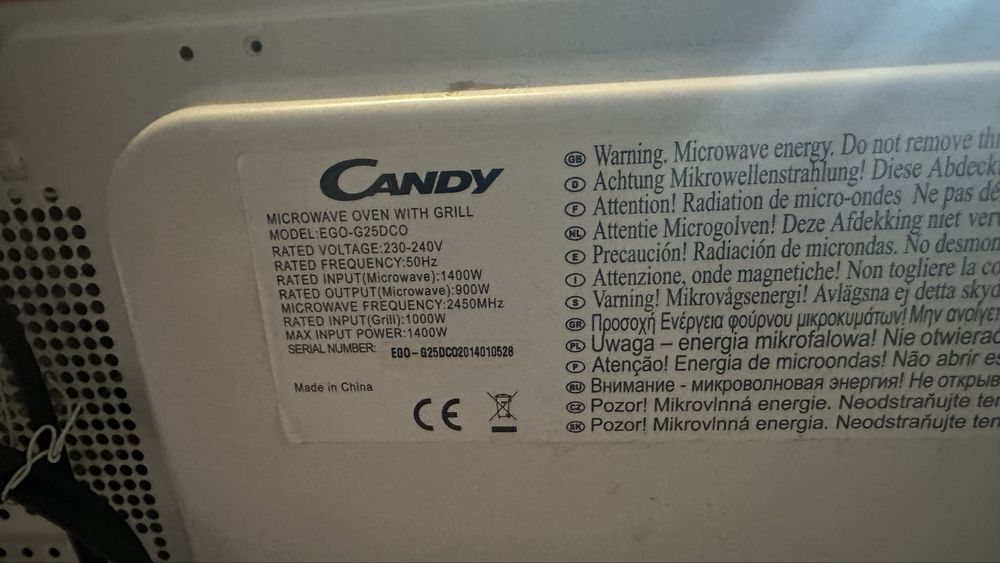 CANDY
MICROWAVE OVEN WITH GRILL
MODEL:EGO-G25DCO
RATED VOLTAGE:230-240V
RATED FREQUENCY:50Hz
RATED INPUT(Microwave):1400W
RATED OUTPUT(Microwave):900W
MICROWAVE FREQUENCY:2450MHz
RATED INPUT(Grill):1000W
MAX INPUT POWER:1400W
SERIAL NUMBER: EGO-G25DCO2014010528
Made in China
CE
GB Warning. Microwave energy. Do not remove
D Achtung Mikrowellenstrahlung! Diese
F Attention! Radiation de micro-ondes Ne pas
NL Attentie Microgolven! Deze Afdekking niet
E Precaución! Radiación de microndas. No
I Attenzione, onde magnetiche! Non togliere la
S Varning! Mikrovågsenergi! Avlägsna ej detta
GR Προσοχή Ενέργεια φούρνου μικροκυμάτων! Μην
PL Uwaga – energia mikrofalowa! Nie
P Atenção! Energia de microondas! Não abrir
RU Внимание - микроволновая энергия! Не
CZ Pozor! Mikrovlnná energie. Neodstraňujte
SK Pozor! Mikrovlnná energia. Neodstraňujte